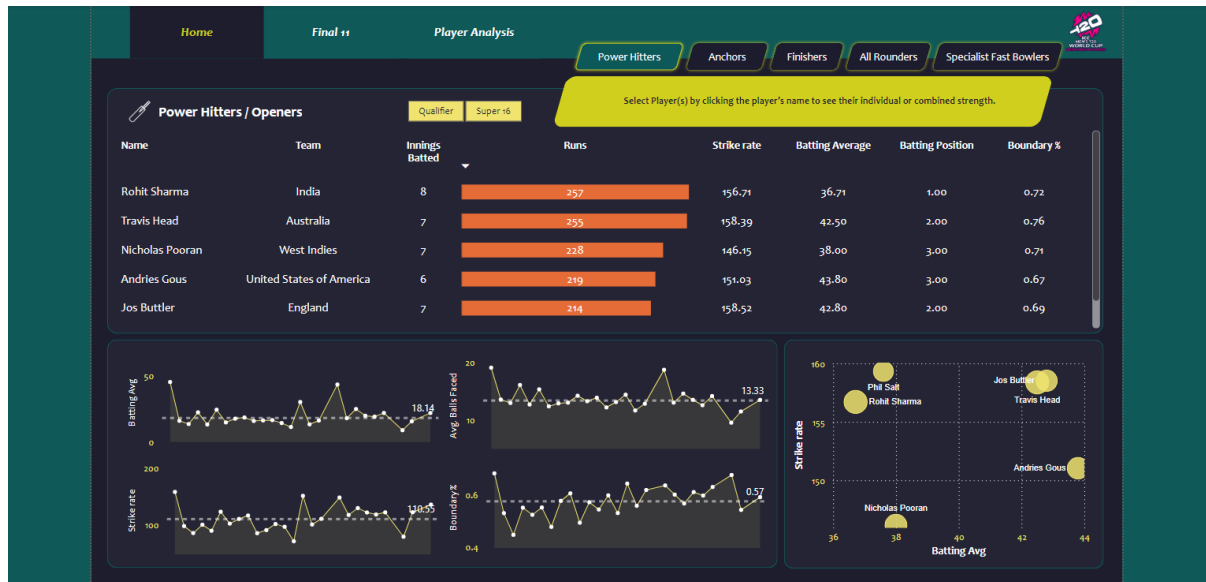 Home
Final 11
Player Analysis
T20
WORLD CUP
Power Hitters
Anchors
Finishers
All Rounders
Specialist Fast Bowlers
Select Player(s) by clicking the player's name to see their individual or combined strength.
Power Hitters / Openers
Qualifier
Super 16
Name Team Innings Batted Runs Strike rate Batting Average Batting Position Boundary %
Rohit Sharma India 8 257 156.71 36.71 1.00 0.72
Travis Head Australia 7 255 158.39 42.50 2.00 0.76
Nicholas Pooran West Indies 7 228 146.15 38.00 3.00 0.71
Andries Gous United States of America 6 219 151.03 43.80 3.00 0.67
Jos Buttler England 7 214 158.52 42.80 2.00 0.69
Batting Avg
50
0
18.14
Avg. Balls Faced
20
10
13.33
Strike rate
200
100
110.55
Boundary %
0.6
0.4
0.57
Strike rate
160
155
150
Phil Salt
Rohit Sharma
Jos Buttler
Travis Head
Andries Gous
Nicholas Pooran
36 38 40 42 44
Batting Avg